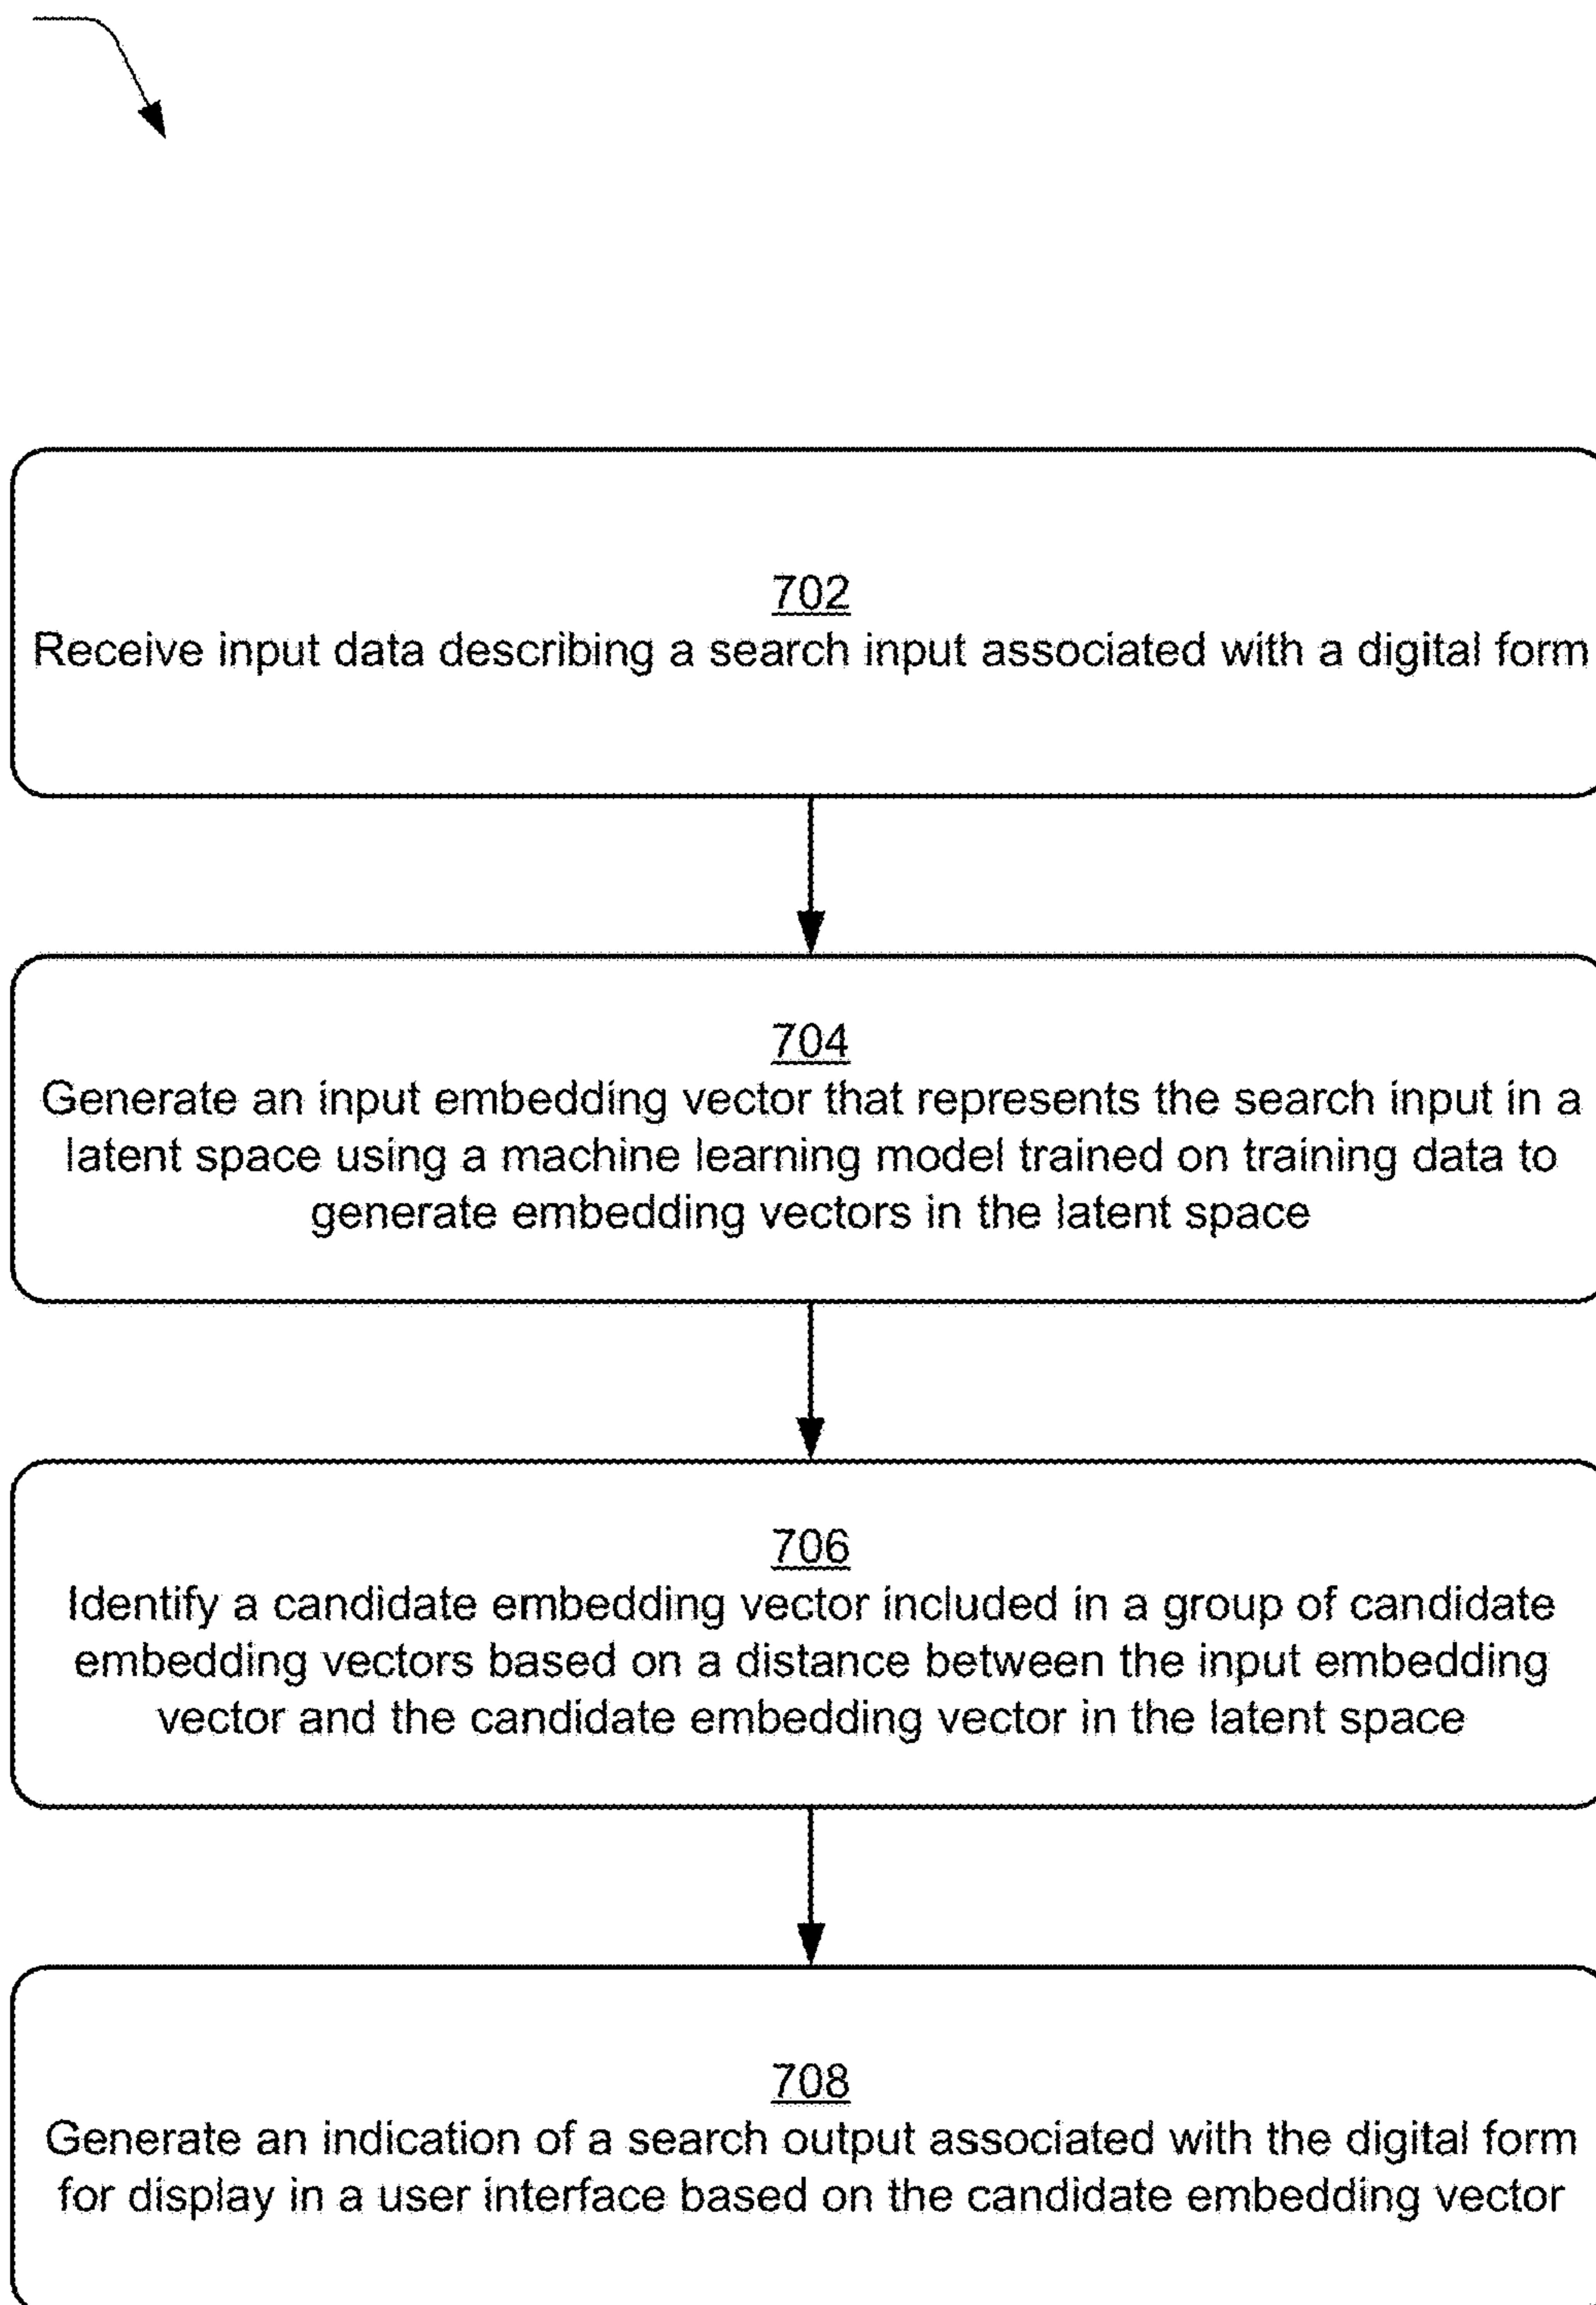 702
Receive input data describing a search input associated with a digital form
704
Generate an input embedding vector that represents the search input in a
latent space using a machine learning model trained on training data to
generate embedding vectors in the latent space
706
Identify a candidate embedding vector included in a group of candidate
embedding vectors based on a distance between the input embedding
vector and the candidate embedding vector in the latent space
708
Generate an indication of a search output associated with the digital form
for display in a user interface based on the candidate embedding vector